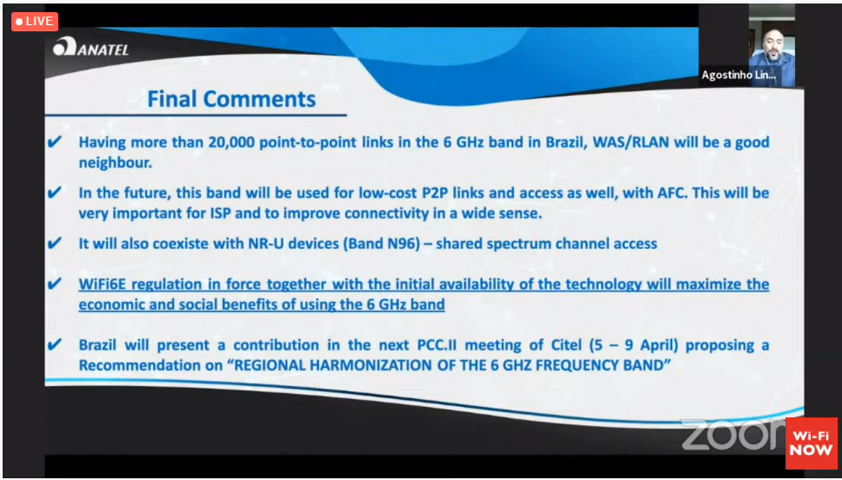 LIVE
ANATEL
Agostinho Lin...
Final Comments
✔ Having more than 20,000 point-to-point links in the 6 GHz band in Brazil, WAS/RLAN will be a good
neighbour.
✔ In the future, this band will be used for low-cost P2P links and access as well, with AFC. This will be
very important for ISP and to improve connectivity in a wide sense.
✔ It will also coexist with NR-U devices (Band N96) – shared spectrum channel access
✔ WiFi6E regulation in force together with the initial availability of the technology will maximize the
economic and social benefits of using the 6 GHz band
✔ Brazil will present a contribution in the next PCC.II meeting of Citel (5 – 9 April) proposing a
Recommendation on “REGIONAL HARMONIZATION OF THE 6 GHZ FREQUENCY BAND”
zoom
Wi-Fi
NOW